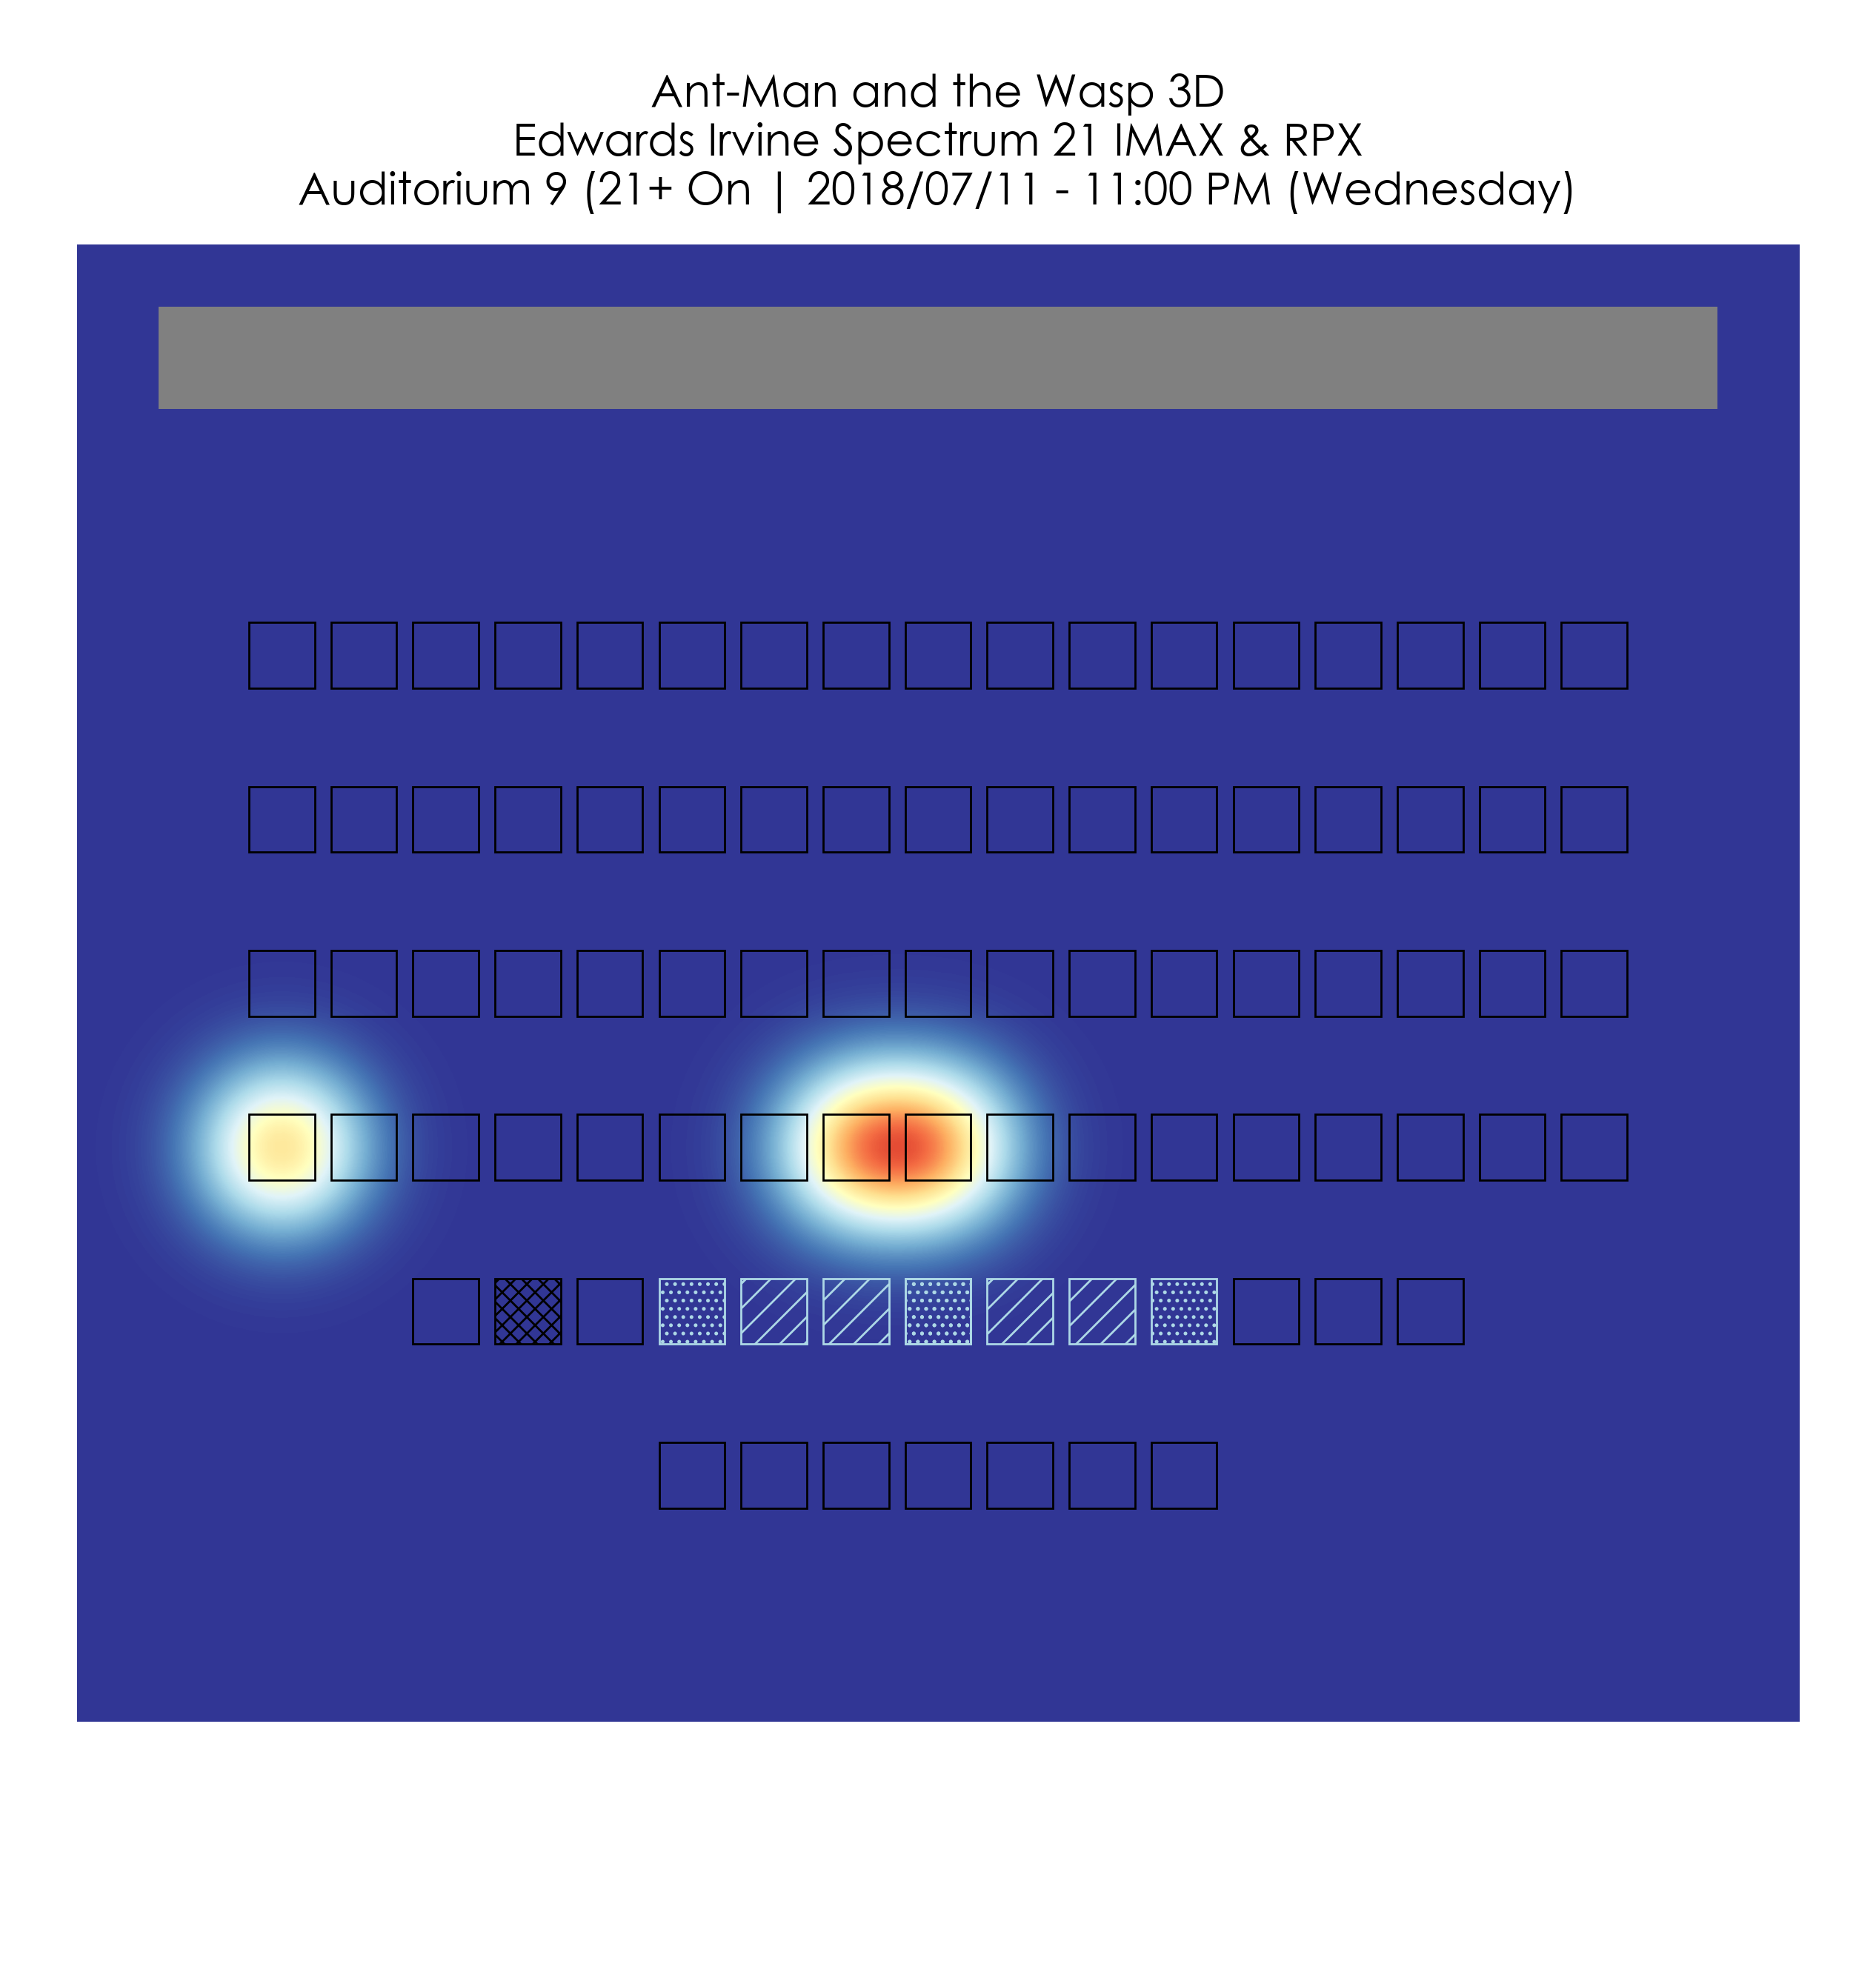 Ant-Man and the Wasp 3D
Edwards Irvine Spectrum 21 IMAX & RPX
Auditorium 9 (21+ On | 2018/07/11 - 11:00 PM (Wednesday)